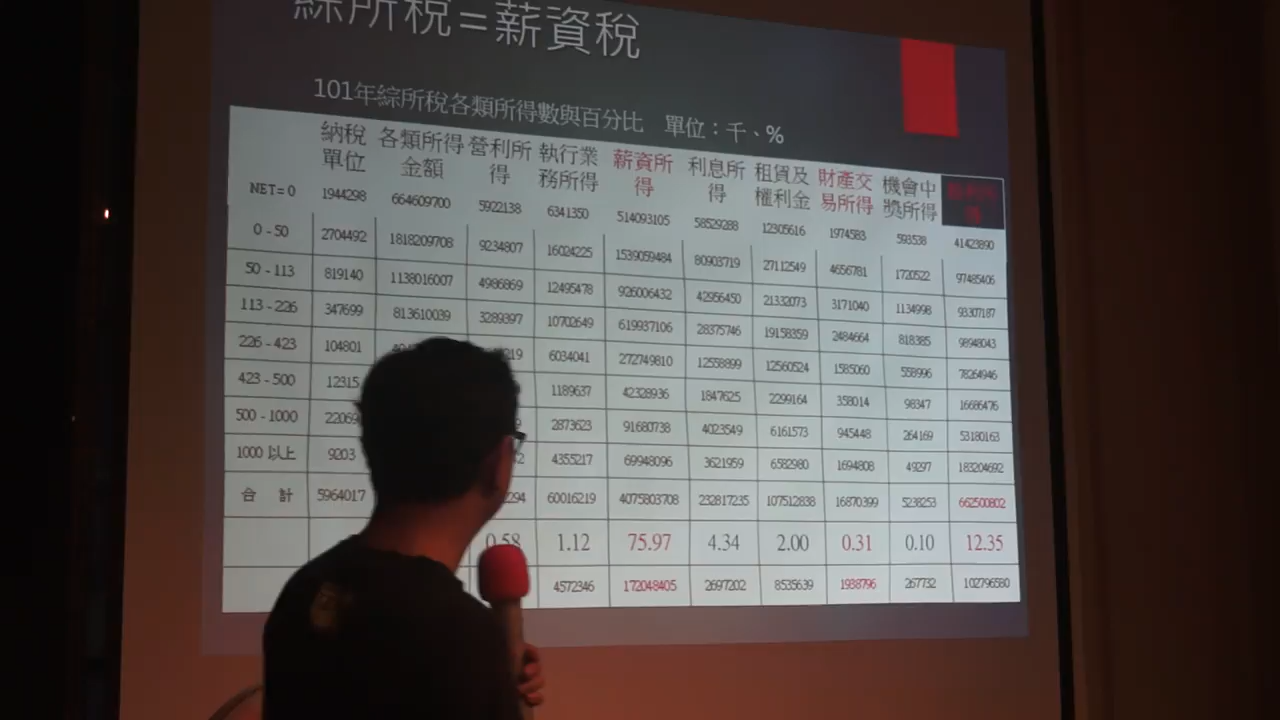 綜所稅=薪資稅
101年綜所稅各類所得數與百分比 單位：千、%
納稅單位 各類所得金額 營利所得 執行業務所得 薪資所得 利息所得 租賃及權利金 財產交易所得 機會中獎所得
NET=0 1944298 664609700 5922138 6341350 514093105 58529288 12305616 1974583 593538 41423890
0 - 50 2704492 1818209708 9234807 16024225 1539059484 80903719 27112549 4656781 1720522 97485406
50 - 113 819140 1138016007 4986869 12495478 926006432 42956450 21332073 3171040 1134998 93307187
113 - 226 347699 813610039 3289397 10702649 619937106 28375746 19158359 2484664 818385 98948043
226 - 423 104801 219 6034041 272749810 12558899 12560524 1585060 558996 78264946
423 - 500 12315 1189637 42328936 1847625 2299164 358014 98347 16686476
500 - 1000 22069 2873623 91680738 4023549 6161573 945448 264169 53180163
1000 以上 9203 2 4355217 69948096 3621959 6582980 1694808 49297 183204692
合 計 5964017 294 60016219 4075803708 232817235 107512838 16870399 5238253 662500802
0.58 1.12 75.97 4.34 2.00 0.31 0.10 12.35
4572346 172048405 2697202 8535639 1938796 267732 102796580